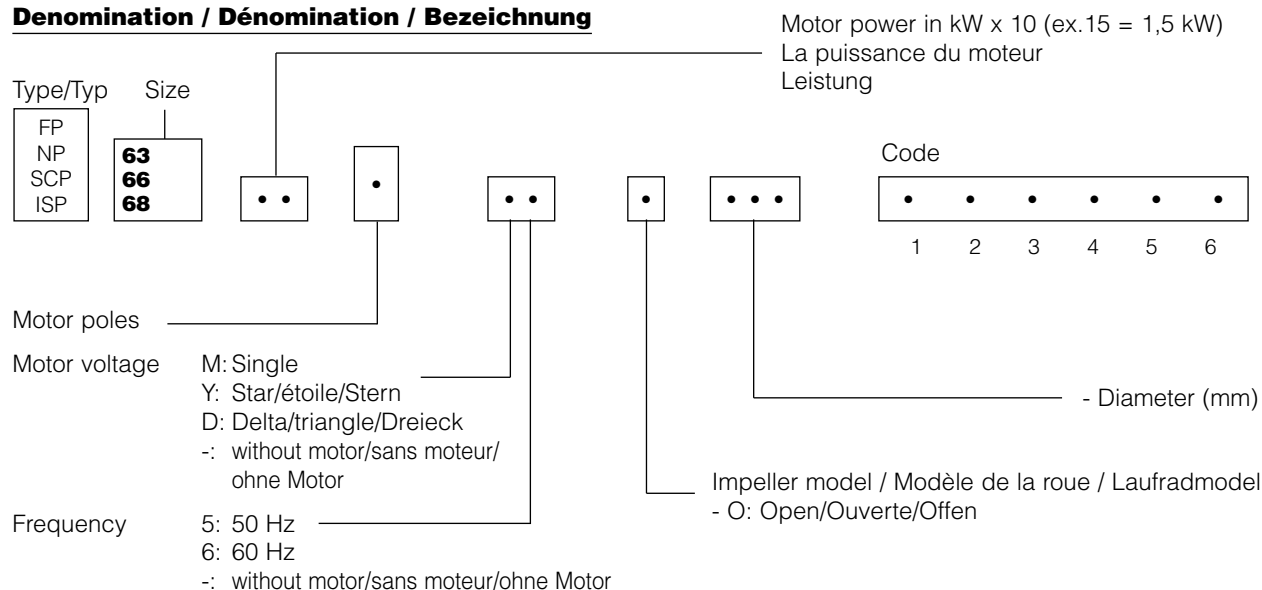 Denomination / Dénomination / Bezeichnung
Motor power in kW x 10 (ex.15 = 1,5 kW)
La puissance du moteur
Leistung
Type/Typ Size
FP
NP
SCP
ISP
63
66
68
Code
1 2 3 4 5 6
Motor poles
Motor voltage M: Single
Y: Star/étoile/Stern
D: Delta/triangle/Dreieck
-: without motor/sans moteur/
ohne Motor
- Diameter (mm)
Impeller model / Modèle de la roue / Laufradmodel
- O: Open/Ouverte/Offen
Frequency 5: 50 Hz
6: 60 Hz
-: without motor/sans moteur/ohne Motor